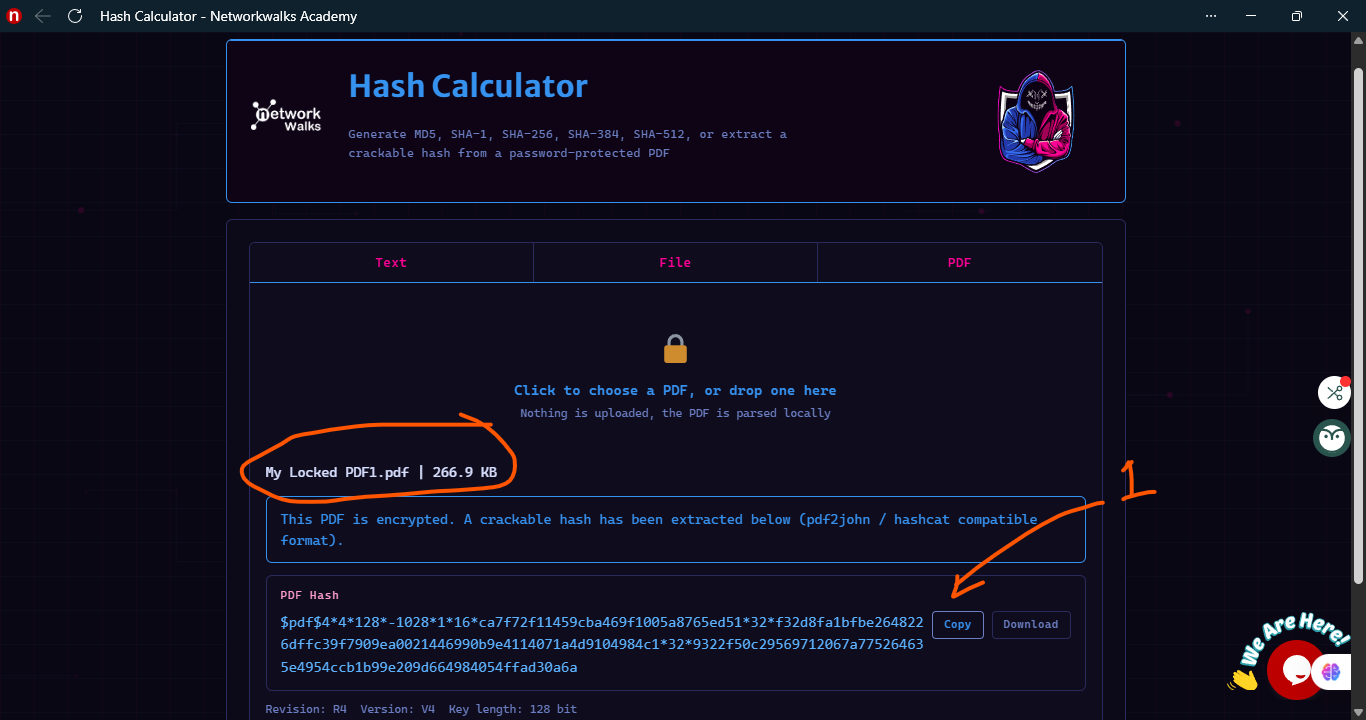 Hash Calculator - Networkwalks Academy
network
Walks
Hash Calculator
Generate MD5, SHA-1, SHA-256, SHA-384, SHA-512, or extract a
crackable hash from a password-protected PDF
Text File PDF
Click to choose a PDF, or drop one here
Nothing is uploaded, the PDF is parsed locally
My Locked PDF1.pdf | 266.9 KB
1
This PDF is encrypted. A crackable hash has been extracted below (pdf2john / hashcat compatible
format).
PDF Hash
$pdf$4*4*128*-1028*1*16*ca7f72f11459cba469f1005a8765ed51*32*f32d8fa1bfbe264822
6dffc39f7909ea0021446990b9e4114071a4d9104984c1*32*9322f50c29569712067a77526463
5e4954ccb1b99e209d664984054ffad30a6a
Copy Download
Revision: R4 Version: V4 Key length: 128 bit
We Are Here!